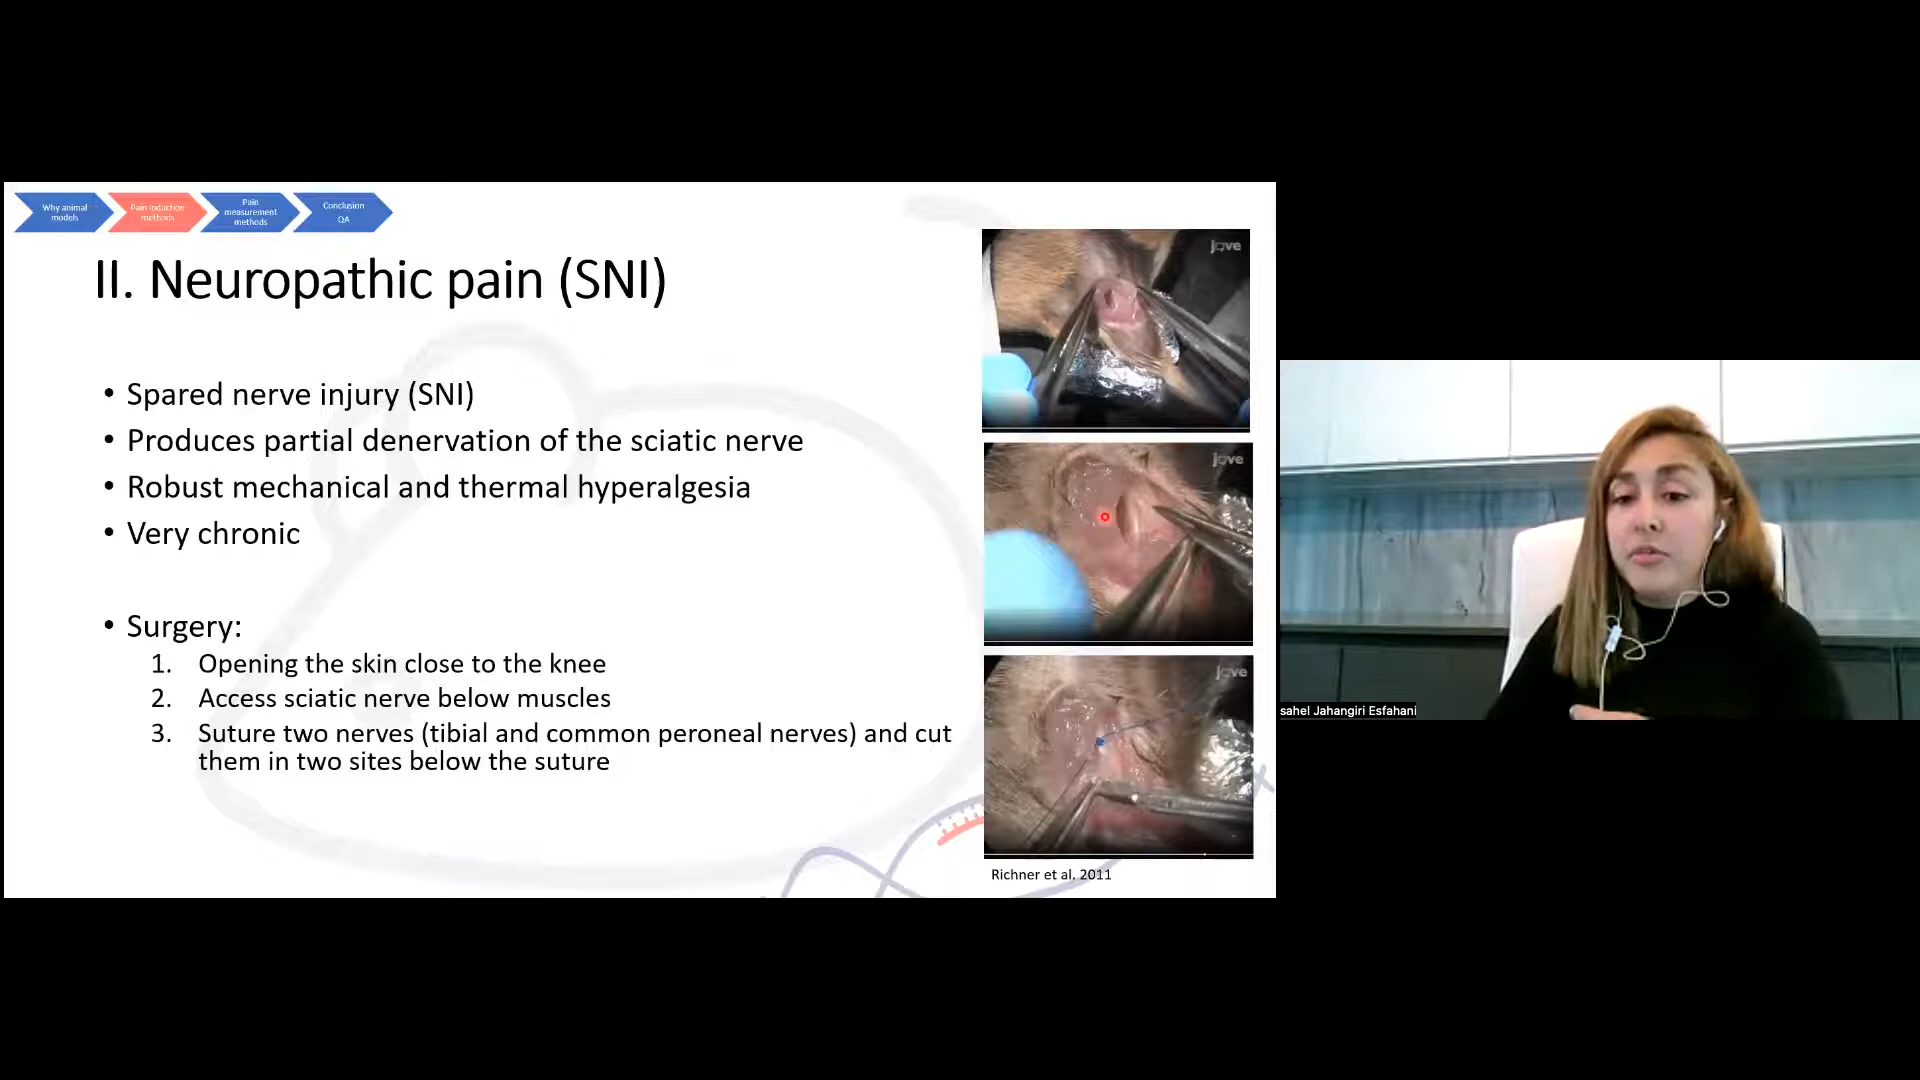 Why animal
models
Pain induction
methods
Pain
measurement
methods
Conclusion
QA
II. Neuropathic pain (SNI)
• Spared nerve injury (SNI)
• Produces partial denervation of the sciatic nerve
• Robust mechanical and thermal hyperalgesia
• Very chronic
• Surgery:
1. Opening the skin close to the knee
2. Access sciatic nerve below muscles
3. Suture two nerves (tibial and common peroneal nerves) and cut
them in two sites below the suture
jove
jove
jove
Richner et al. 2011
sahel Jahangiri Esfahani